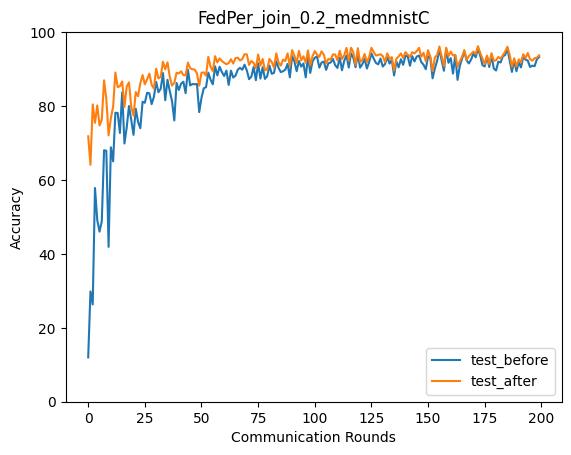 FedPer_join_0.2_medmnistC
Accuracy
100
80
60
40
20
0
0 25 50 75 100 125 150 175 200
Communication Rounds
test_before
test_after